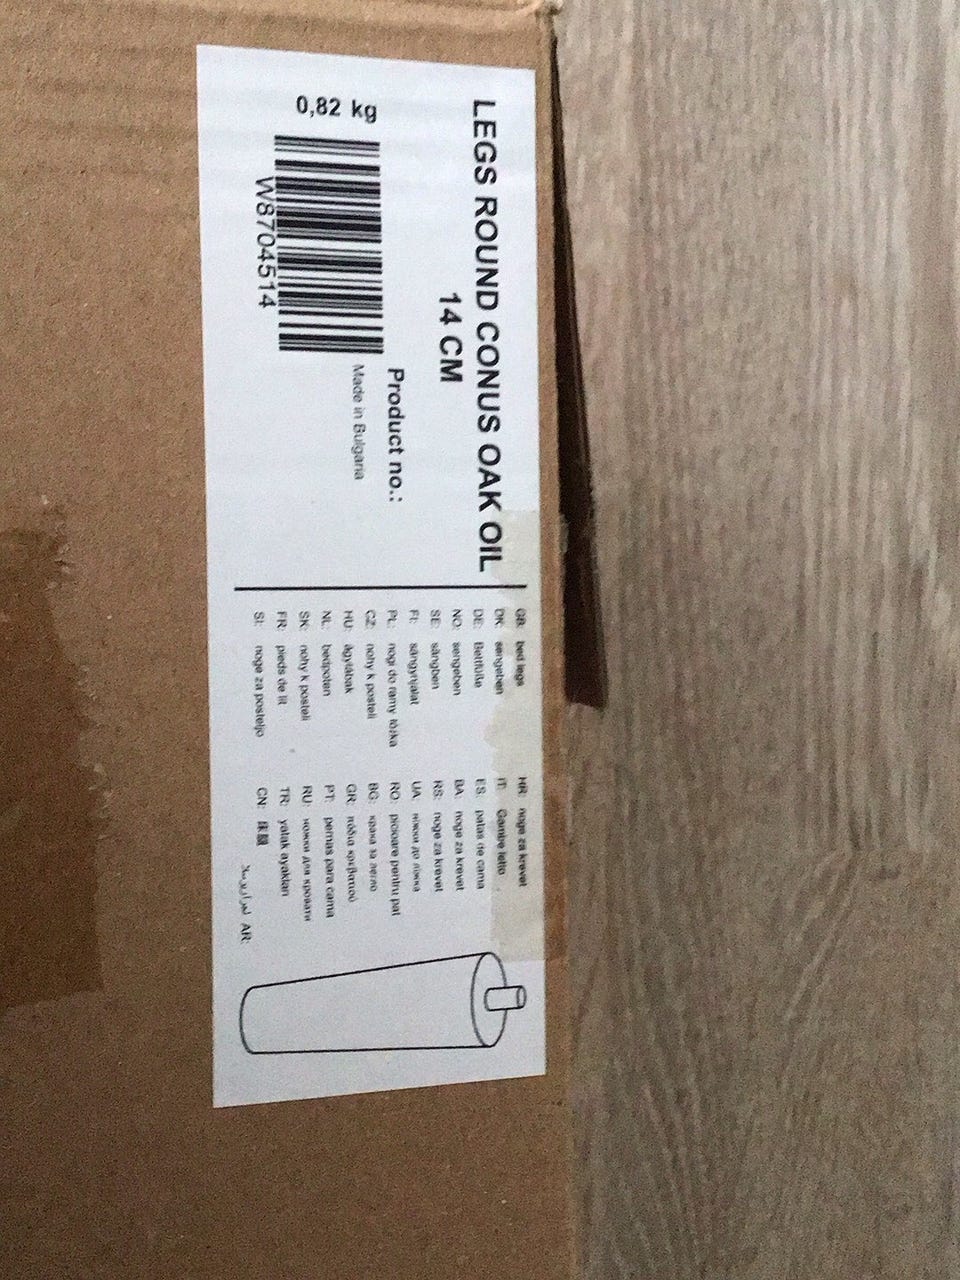 LEGS ROUND CONUS OAK OIL
14 CM
Product no.:
Made in Bulgaria
0,82 kg
W8704514
GB: bed legs
DK: sengeben
DE: Bettfüße
NO: sengeben
SE: sängben
FI: sängynjalat
PL: nogi do ramy łóżka
CZ: nohy k posteli
HU: ágylábak
NL: bedpoten
SK: nohy k posteli
FR: pieds de lit
SI: noge za posteljo
HR: noge za krevet
IT: Gambe letto
ES: patas de cama
BA: noge za krevet
RS: noge za krevet
UA: ніжки до ліжка
RO: picioare pentru pat
BG: крака за легло
GR: πόδια κρεβατιού
PT: pernas para cama
RU: ножки для кровати
TR: yatak ayakları
CN: 床腿
AR: